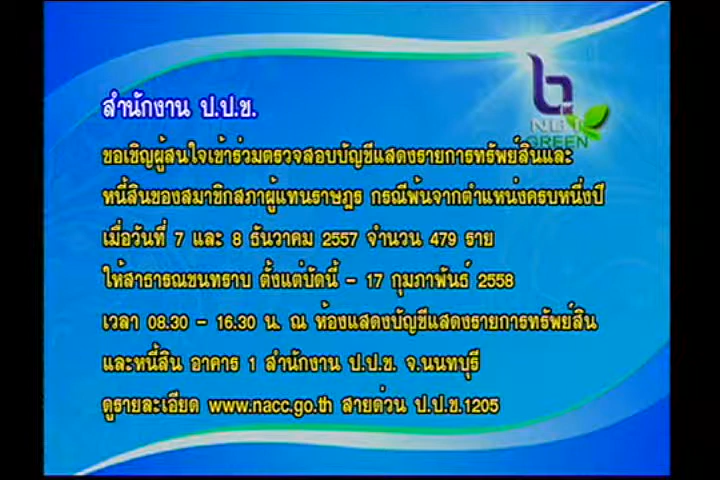 NBT
GREEN
สำนักงาน ป.ป.ช.
ขอเชิญผู้สนใจเข้าร่วมตรวจสอบบัญชีแสดงรายการทรัพย์สินและ
หนี้สินของสมาชิกสภาผู้แทนราษฎร กรณีพ้นจากตำแหน่งครบหนึ่งปี
เมื่อวันที่ 7 และ 8 ธันวาคม 2557 จำนวน 479 ราย
ให้สาธารณชนทราบ ตั้งแต่บัดนี้ - 17 กุมภาพันธ์ 2558
เวลา 08.30 - 16.30 น. ณ ห้องแสดงบัญชีแสดงรายการทรัพย์สิน
และหนี้สิน อาคาร 1 สำนักงาน ป.ป.ช. จ.นนทบุรี
ดูรายละเอียด www.nacc.go.th สายด่วน ป.ป.ช.1205